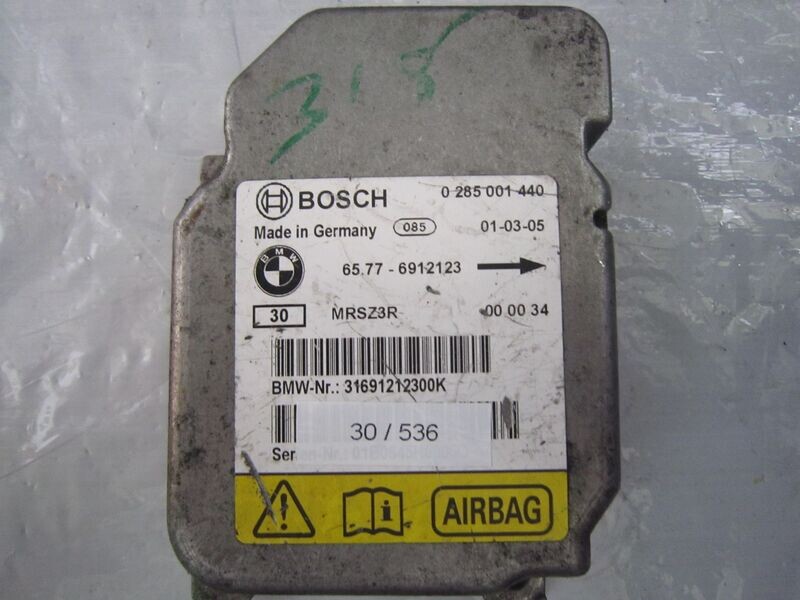 318
BOSCH 0 285 001 440
Made in Germany 085 01-03-05
BMW
65.77 - 6912123
30 MRSZ3R 00 00 34
BMW-Nr.: 31691212300K
30 / 536
Ser
AIRBAG